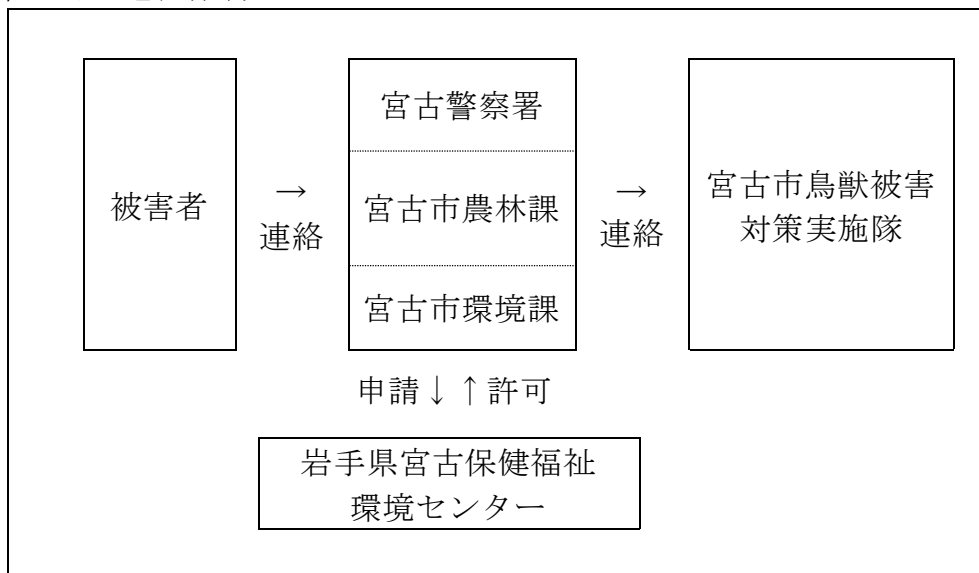 被害者
→
連絡
宮古警察署
宮古市農林課
宮古市環境課
→
連絡
宮古市鳥獣被害
対策実施隊
申請↓↑許可
岩手県宮古保健福祉
環境センター